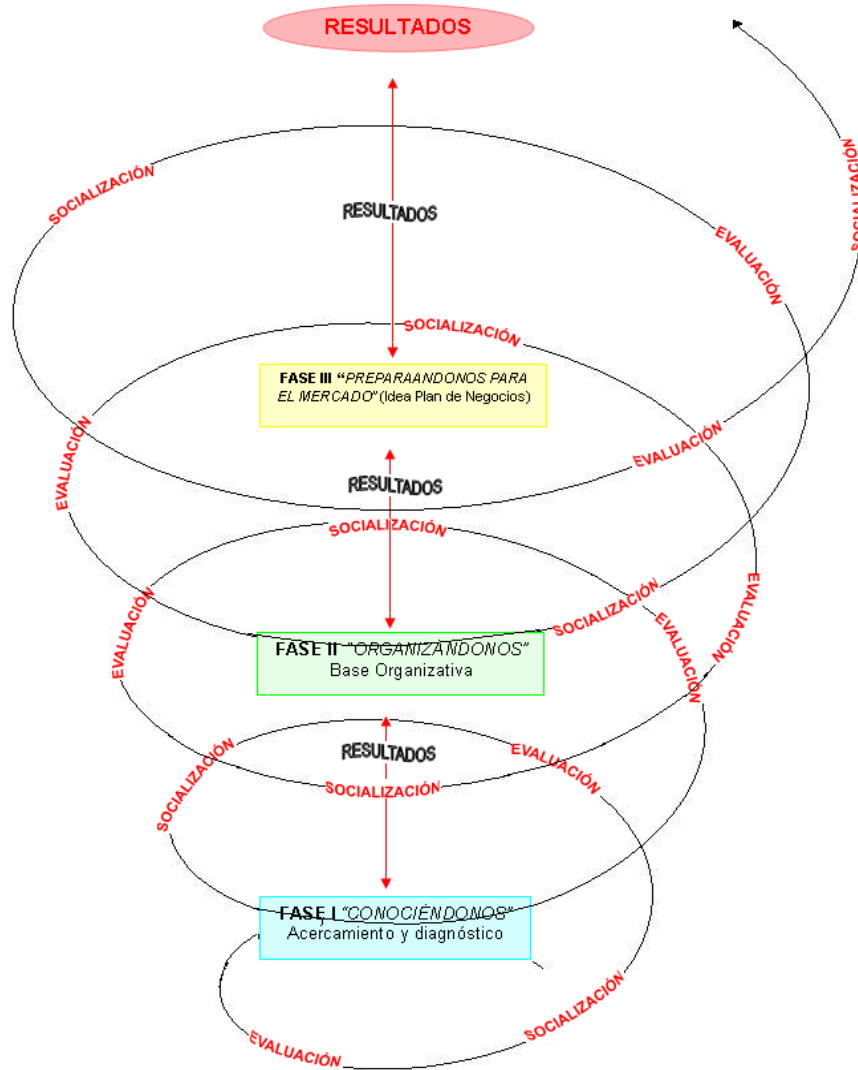 RESULTADOS
SOCIALIZACIÓN
SOCIALIZACIÓN
RESULTADOS
EVALUACIÓN
SOCIALIZACIÓN
FASE III “PREPARAANDONOS PARA
EL MERCADO” (Idea Plan de Negocios)
EVALUACIÓN
EVALUACIÓN
RESULTADOS
SOCIALIZACIÓN
EVALUACIÓN
SOCIALIZACIÓN
EVALUACIÓN
EVALUACIÓN
FASE II "ORGANIZÁNDONOS"
Base Organizativa
RESULTADOS
EVALUACIÓN
SOCIALIZACIÓN
SOCIALIZACIÓN
FASE I "CONOCIÉNDONOS"
Acercamiento y diagnóstico
SOCIALIZACIÓN
EVALUACIÓN